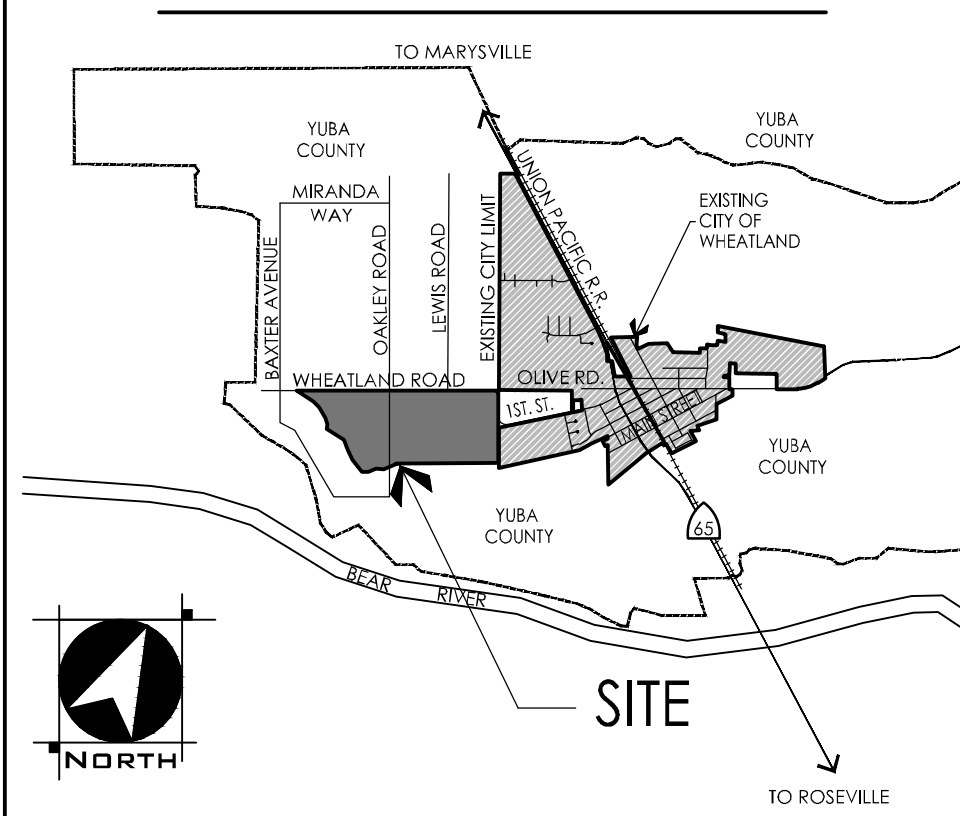 TO MARYSVILLE
YUBA
COUNTY
YUBA
COUNTY
UNION PACIFIC R.R.
MIRANDA
WAY
EXISTING
CITY OF
WHEATLAND
BAXTER AVENUE
OAKLEY ROAD
LEWIS ROAD
EXISTING CITY LIMIT
WHEATLAND ROAD
OLIVE RD.
1ST. ST.
MAIN STREET
YUBA
COUNTY
YUBA
COUNTY
65
BEAR RIVER
SITE
NORTH
TO ROSEVILLE